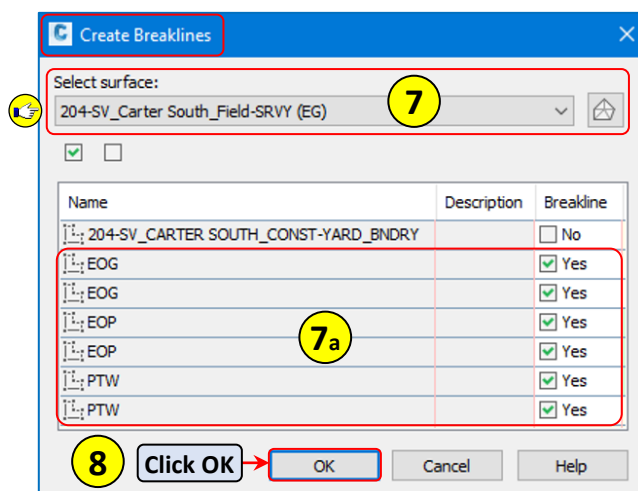 C Create Breaklines
Select surface:
204-SV_Carter South_Field-SRVY (EG)
7
Name Description Breakline
204-SV_CARTER SOUTH_CONST-YARD_BNDRY No
EOG Yes
EOG Yes
EOP Yes
EOP Yes
7a
PTW Yes
PTW Yes
8 Click OK OK Cancel Help